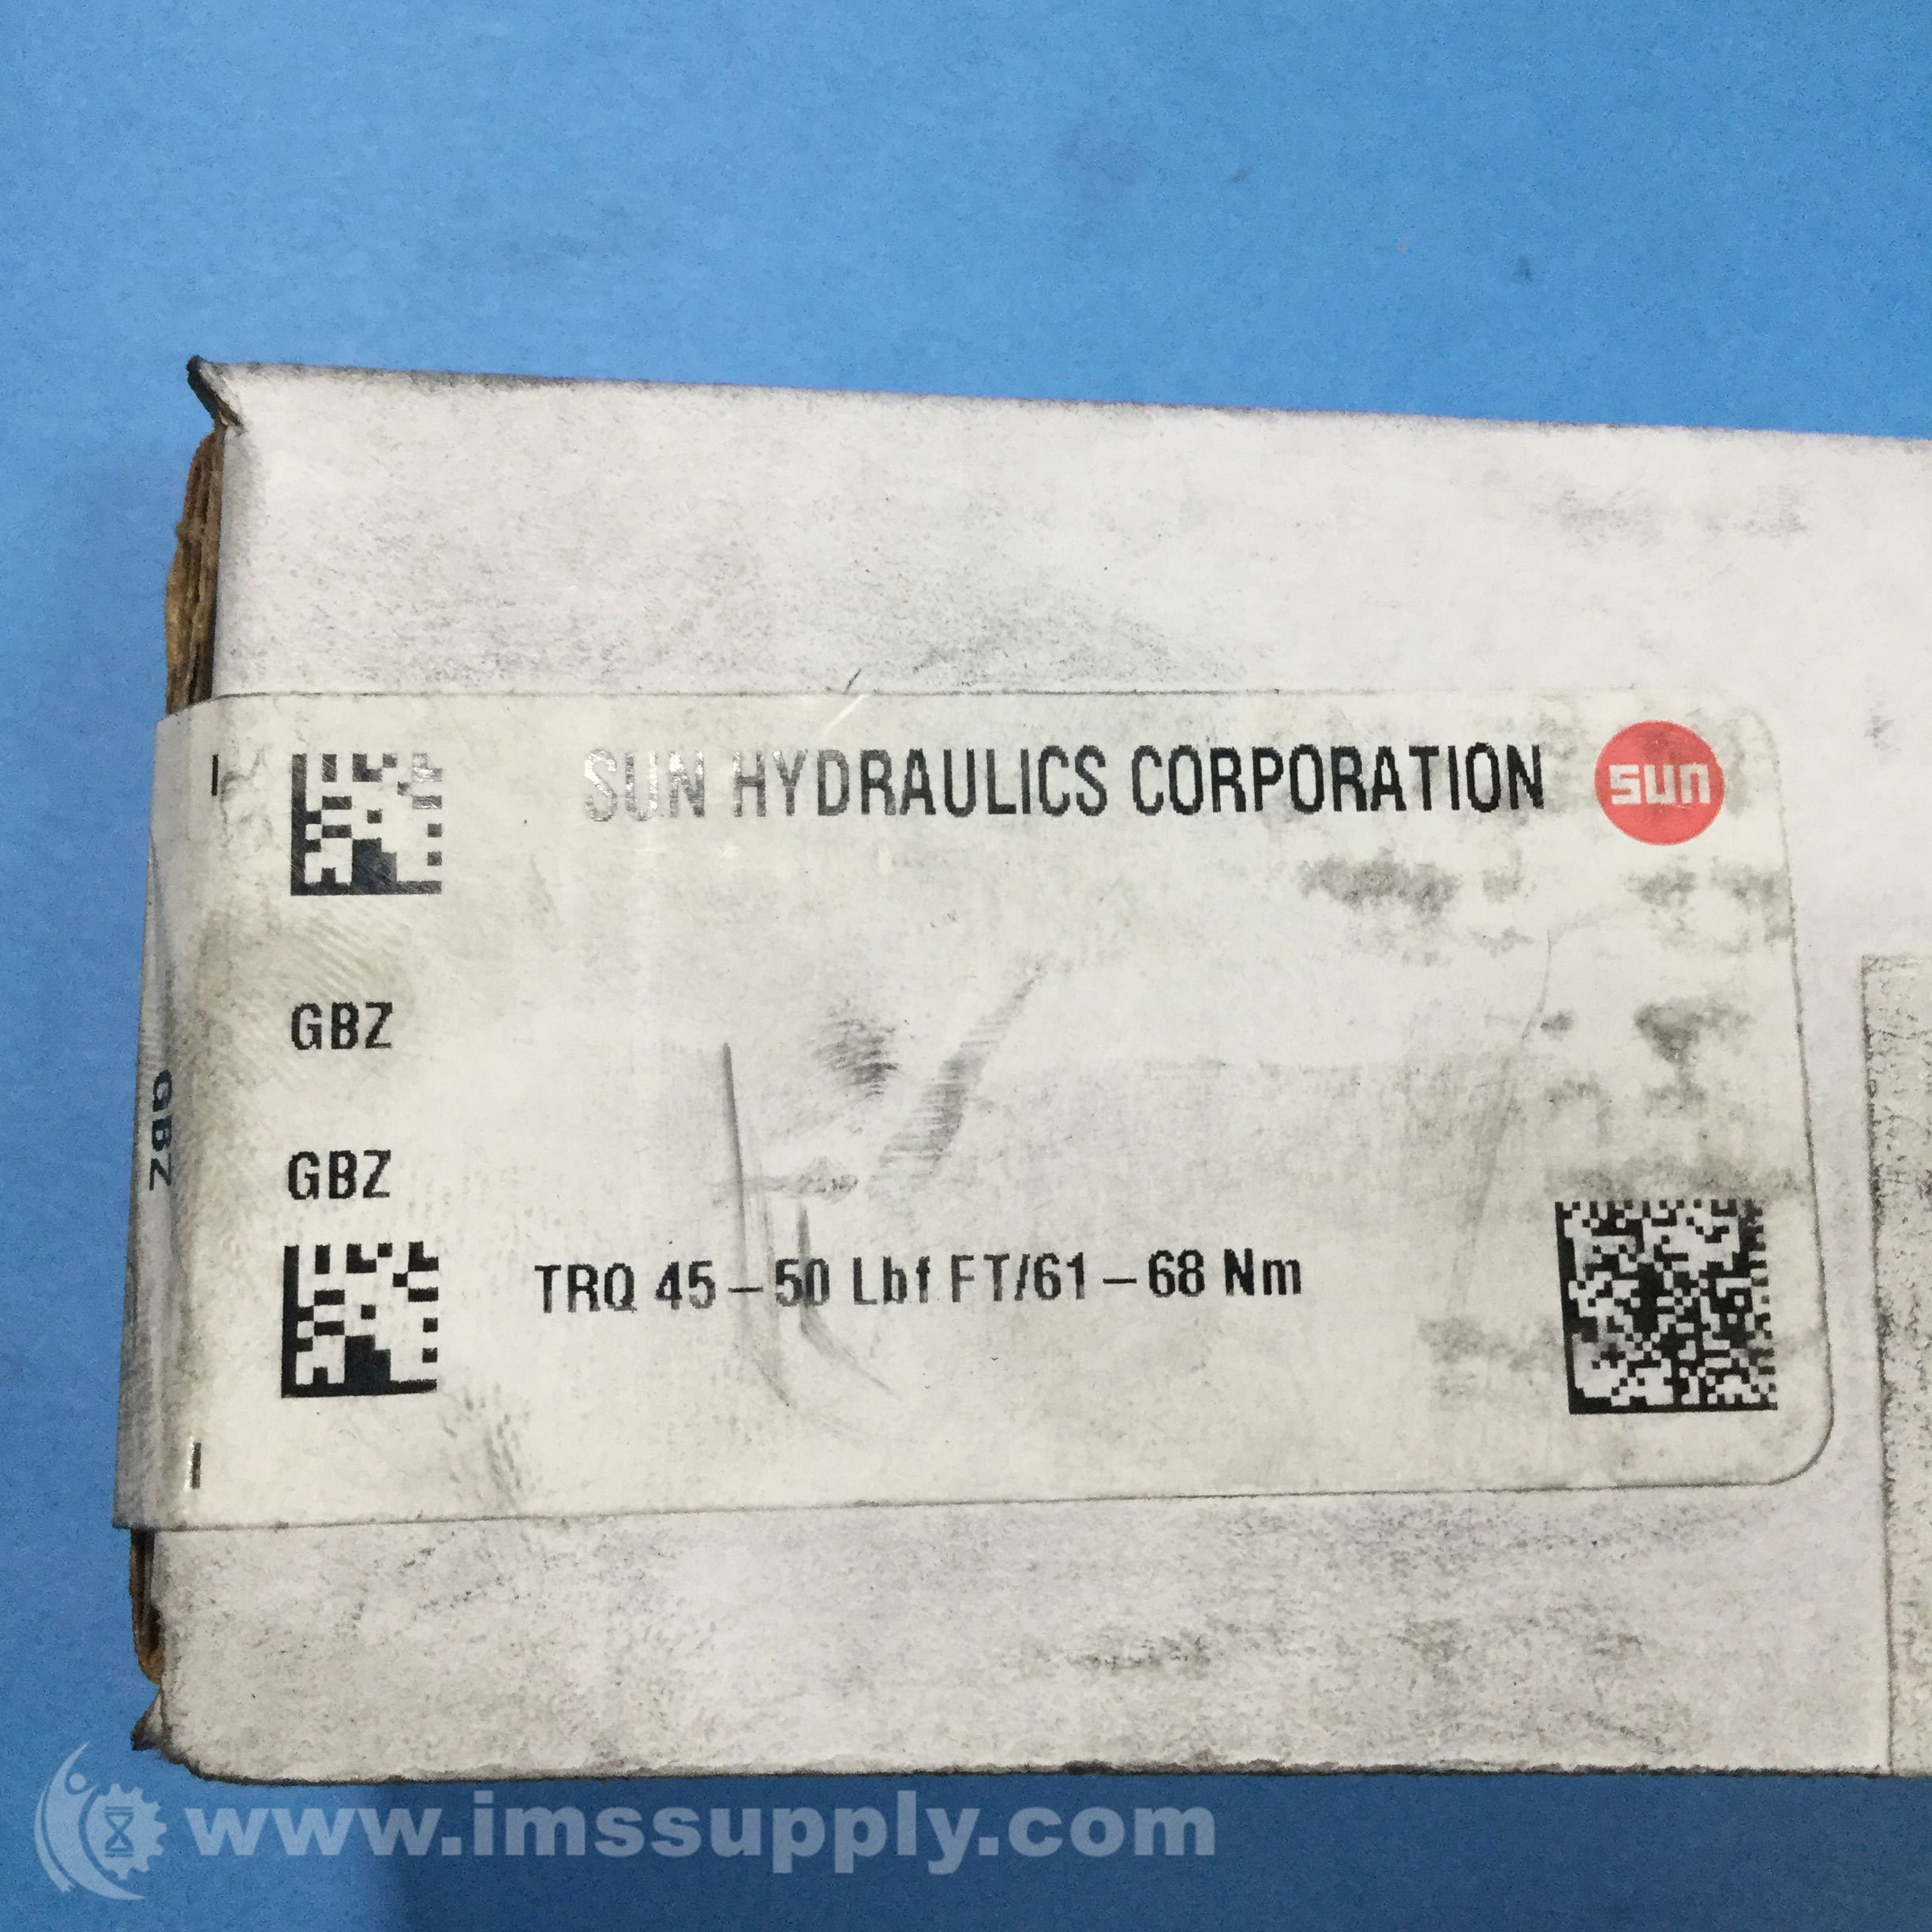 SUN HYDRAULICS CORPORATION
sun
GBZ
GBZ
GBZ
TRQ 45-50 Lbf FT/61-68 Nm
www.imssupply.com